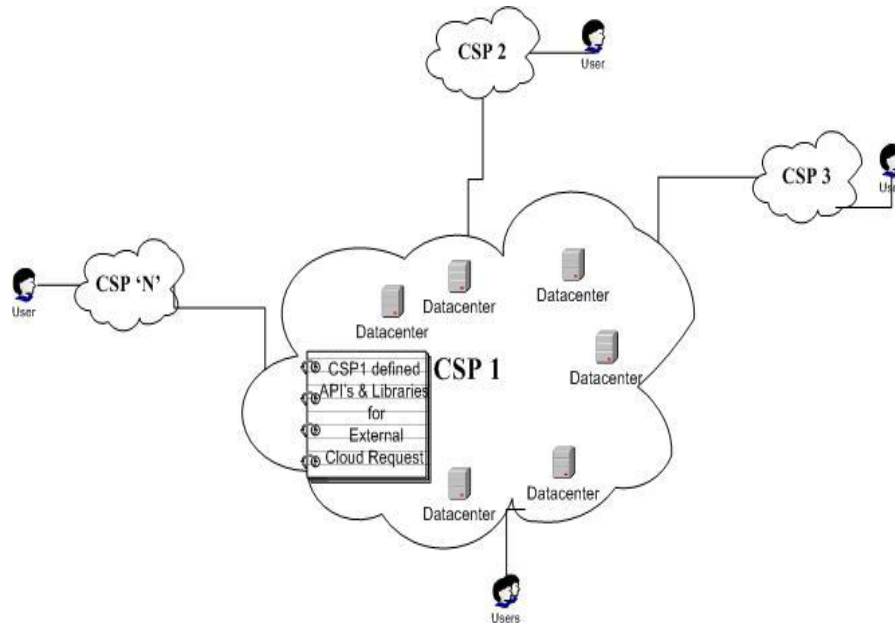 CSP 2
User
CSP 3
User
CSP 'N'
User
Datacenter
Datacenter
Datacenter
Datacenter
CSP 1
CSP1 defined
API's & Libraries
for
External
Cloud Request
Datacenter
Datacenter
Users